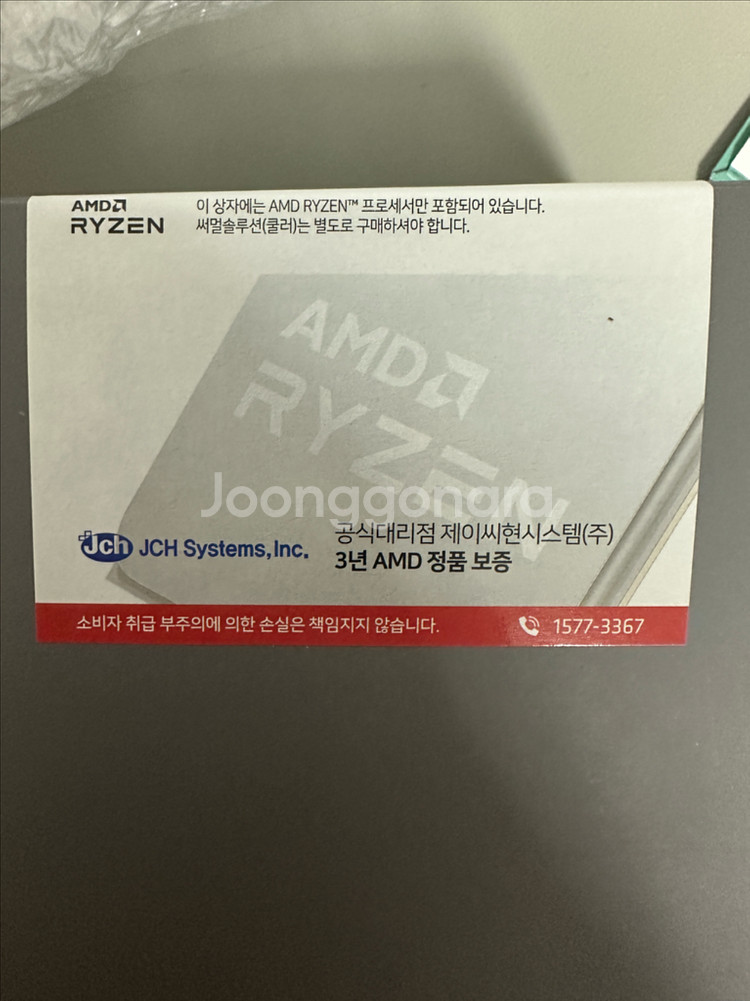 AMD
RYZEN
이 상자에는 AMD RYZEN™ 프로세서만 포함되어 있습니다.
써멀솔루션(쿨러)는 별도로 구매하셔야 합니다.
AMD
RYZEN
Joonggonara
Jch JCH Systems, Inc.
공식대리점 제이씨현시스템(주)
3년 AMD 정품 보증
소비자 취급 부주의에 의한 손실은 책임지지 않습니다.
1577-3367